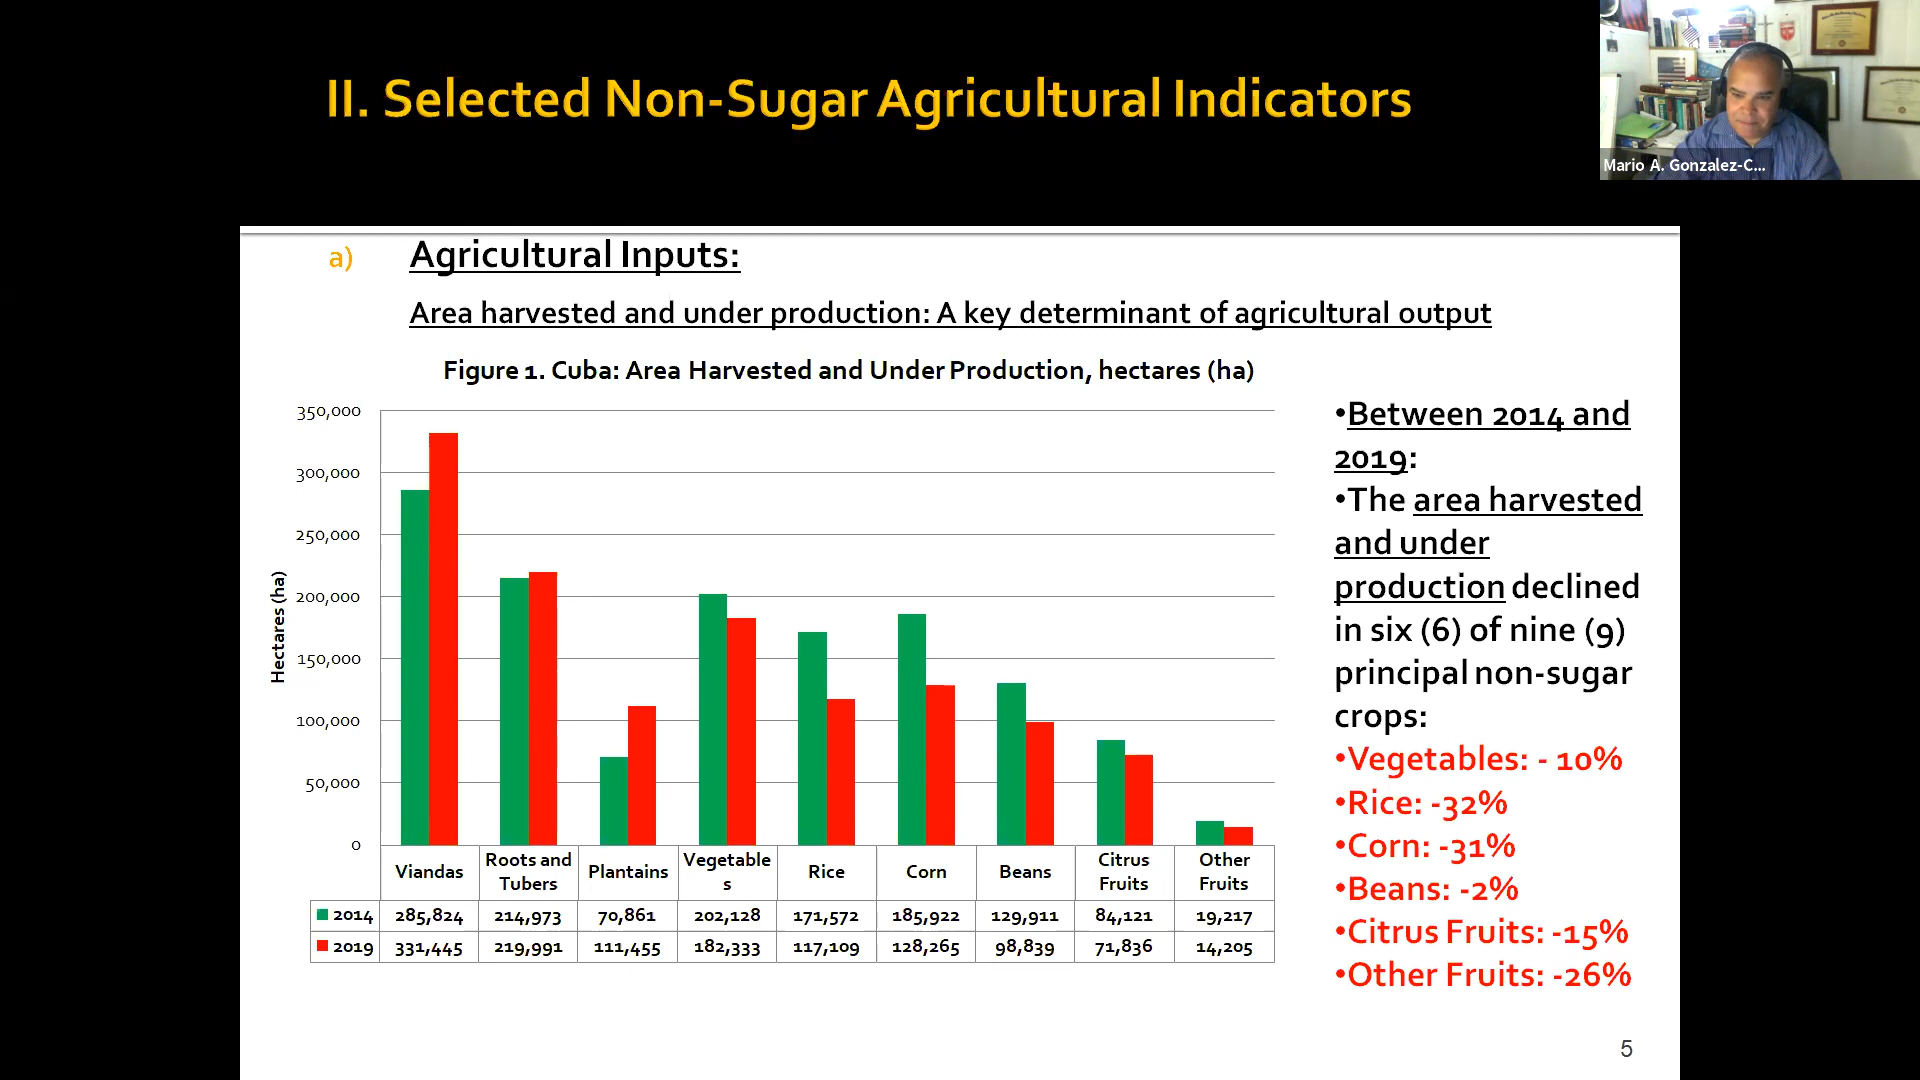 II. Selected Non-Sugar Agricultural Indicators
Mario A. Gonzalez-C...
a) Agricultural Inputs:
Area harvested and under production: A key determinant of agricultural output
Figure 1. Cuba: Area Harvested and Under Production, hectares (ha)
350,000
300,000
250,000
200,000
150,000
100,000
50,000
0
Hectares (ha)
Viandas
Roots and
Tubers
Plantains
Vegetable
s
Rice
Corn
Beans
Citrus
Fruits
Other
Fruits
2014 285,824 214,973 70,861 202,128 171,572 185,922 129,911 84,121 19,217
2019 331,445 219,991 111,455 182,333 117,109 128,265 98,839 71,836 14,205
•Between 2014 and
2019:
•The area harvested
and under
production declined
in six (6) of nine (9)
principal non-sugar
crops:
•Vegetables: - 10%
•Rice: -32%
•Corn: -31%
•Beans: -2%
•Citrus Fruits: -15%
•Other Fruits: -26%
5